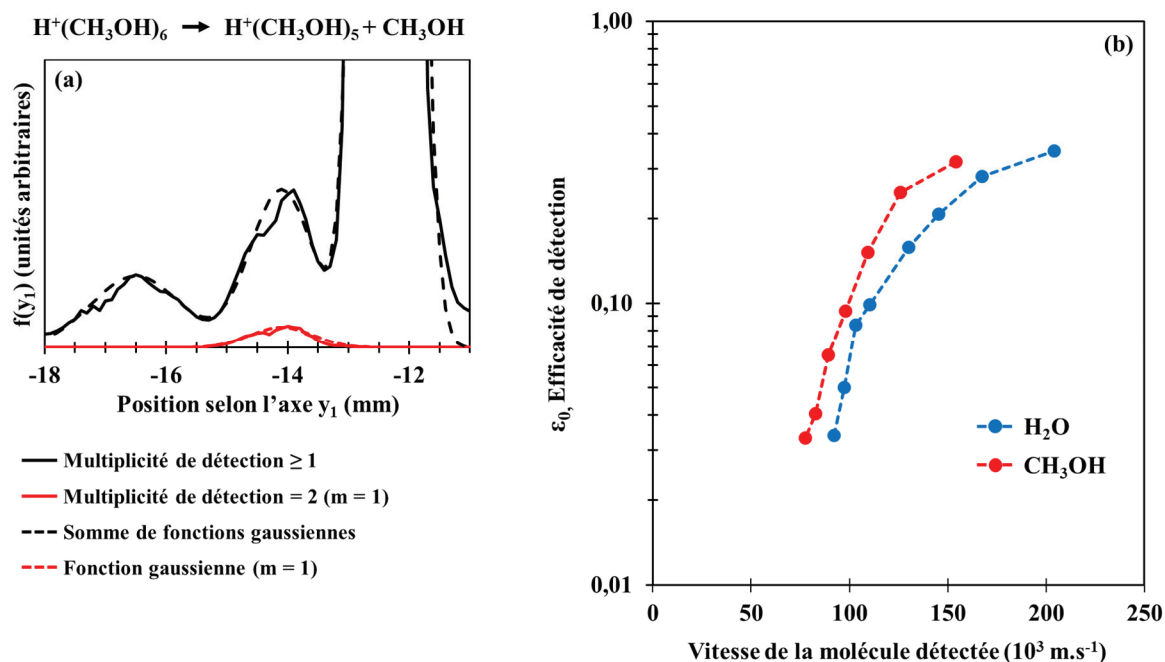 H⁺(CH₃OH)₆ → H⁺(CH₃OH)₅ + CH₃OH
(a)
f(y₁) (unités arbitraires)
-18 -16 -14 -12
Position selon l’axe y₁ (mm)
Multiplicité de détection ≥ 1
Multiplicité de détection = 2 (m = 1)
Somme de fonctions gaussiennes
Fonction gaussienne (m = 1)
(b)
ε₀, Efficacité de détection
1,00
0,10
0,01
H₂O
CH₃OH
0 50 100 150 200 250
Vitesse de la molécule détectée (10³ m.s⁻¹)